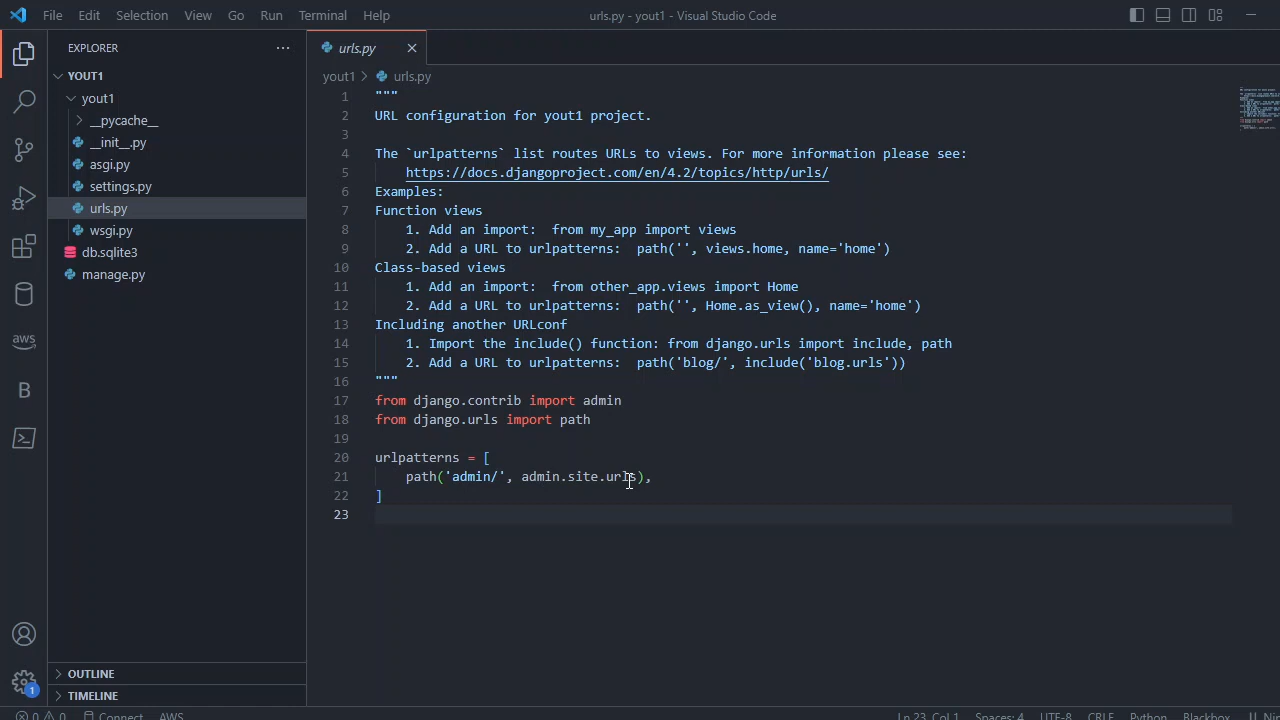 File Edit Selection View Go Run Terminal Help urls.py - yout1 - Visual Studio Code
EXPLORER
YOUT1
yout1
__pycache__
__init__.py
asgi.py
settings.py
urls.py
wsgi.py
db.sqlite3
manage.py
OUTLINE
TIMELINE
aws
B
1
urls.py
yout1 > urls.py
1 """
2 URL configuration for yout1 project.
3
4 The `urlpatterns` list routes URLs to views. For more information please see:
5 https://docs.djangoproject.com/en/4.2/topics/http/urls/
6 Examples:
7 Function views
8 1. Add an import:  from my_app import views
9 2. Add a URL to urlpatterns:  path('', views.home, name='home')
10 Class-based views
11 1. Add an import:  from other_app.views import Home
12 2. Add a URL to urlpatterns:  path('', Home.as_view(), name='home')
13 Including another URLconf
14 1. Import the include() function: from django.urls import include, path
15 2. Add a URL to urlpatterns:  path('blog/', include('blog.urls'))
16 """
17 from django.contrib import admin
18 from django.urls import path
19
20 urlpatterns = [
21 path('admin/', admin.site.urls),
22 ]
23
0 0 Connect AWS Ln 23, Col 1 Spaces: 4 UTF-8 CRLF Python Blackbox